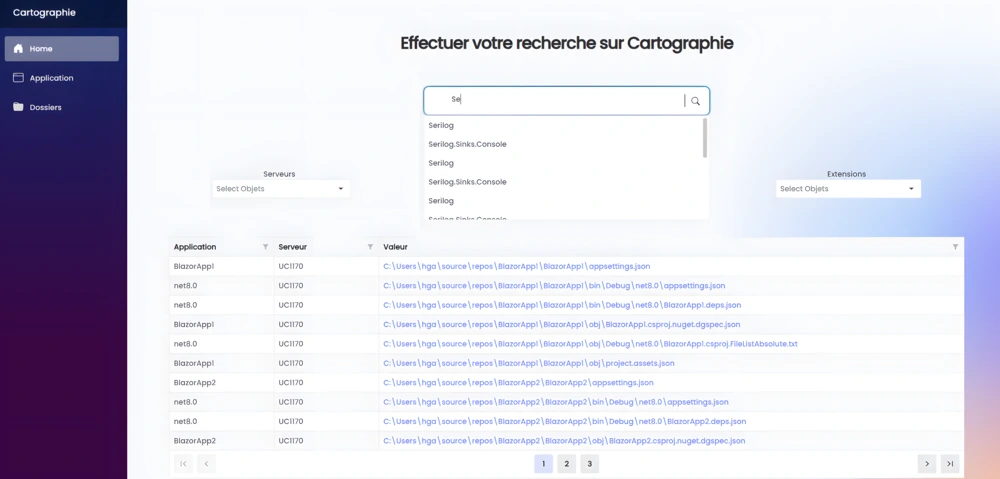 Cartographie
Home
Application
Dossiers
Effectuer votre recherche sur Cartographie
Se
Serilog
Serilog.Sinks.Console
Serilog
Serilog.Sinks.Console
Serilog
Serilog.Sinks.Console
Serveurs
Select Objets
Extensions
Select Objets
Application Serveur Valeur
BlazorApp1 UC1170 C:\Users\hga\source\repos\BlazorApp1\BlazorApp1\appsettings.json
net8.0 UC1170 C:\Users\hga\source\repos\BlazorApp1\BlazorApp1\bin\Debug\net8.0\appsettings.json
net8.0 UC1170 C:\Users\hga\source\repos\BlazorApp1\BlazorApp1\bin\Debug\net8.0\BlazorApp1.deps.json
BlazorApp1 UC1170 C:\Users\hga\source\repos\BlazorApp1\BlazorApp1\obj\BlazorApp1.csproj.nuget.dgspec.json
net8.0 UC1170 C:\Users\hga\source\repos\BlazorApp1\BlazorApp1\obj\Debug\net8.0\BlazorApp1.csproj.FileListAbsolute.txt
BlazorApp1 UC1170 C:\Users\hga\source\repos\BlazorApp1\BlazorApp1\obj\project.assets.json
BlazorApp2 UC1170 C:\Users\hga\source\repos\BlazorApp2\BlazorApp2\appsettings.json
net8.0 UC1170 C:\Users\hga\source\repos\BlazorApp2\BlazorApp2\bin\Debug\net8.0\appsettings.json
net8.0 UC1170 C:\Users\hga\source\repos\BlazorApp2\BlazorApp2\bin\Debug\net8.0\BlazorApp2.deps.json
BlazorApp2 UC1170 C:\Users\hga\source\repos\BlazorApp2\BlazorApp2\obj\BlazorApp2.csproj.nuget.dgspec.json
1 2 3